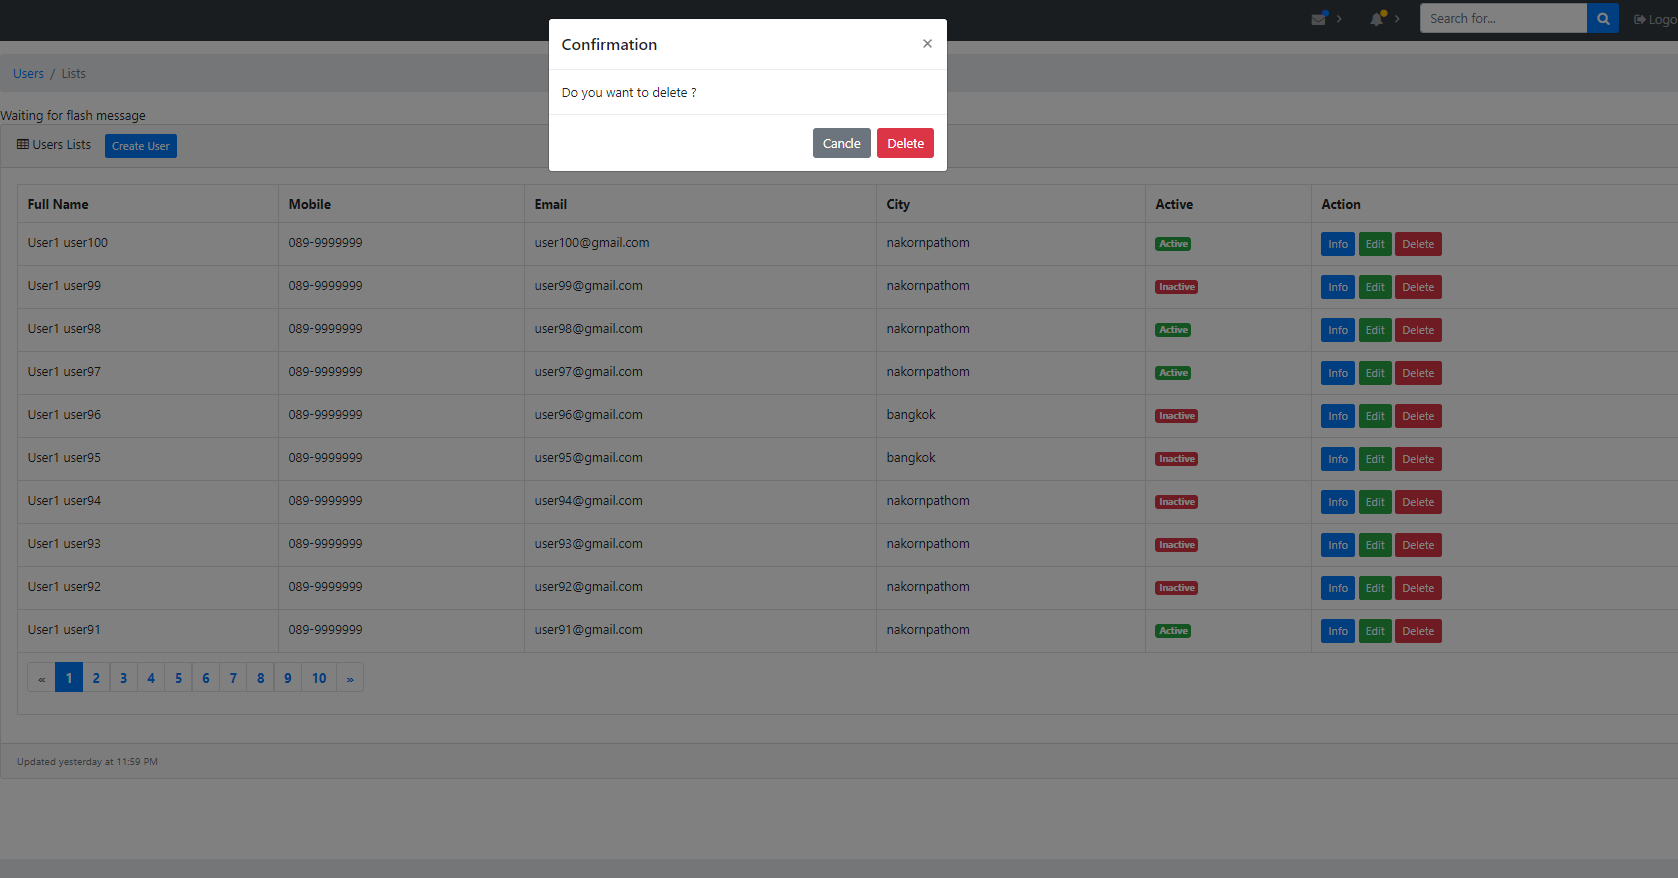 Search for...
Logo
Confirmation ×
Do you want to delete ?
Cancle Delete
Users / Lists
Waiting for flash message
Users Lists Create User
Full Name Mobile Email City Active Action
User1 user100 089-9999999 user100@gmail.com nakornpathom Active Info Edit Delete
User1 user99 089-9999999 user99@gmail.com nakornpathom Inactive Info Edit Delete
User1 user98 089-9999999 user98@gmail.com nakornpathom Active Info Edit Delete
User1 user97 089-9999999 user97@gmail.com nakornpathom Active Info Edit Delete
User1 user96 089-9999999 user96@gmail.com bangkok Inactive Info Edit Delete
User1 user95 089-9999999 user95@gmail.com bangkok Inactive Info Edit Delete
User1 user94 089-9999999 user94@gmail.com nakornpathom Inactive Info Edit Delete
User1 user93 089-9999999 user93@gmail.com nakornpathom Inactive Info Edit Delete
User1 user92 089-9999999 user92@gmail.com nakornpathom Inactive Info Edit Delete
User1 user91 089-9999999 user91@gmail.com nakornpathom Active Info Edit Delete
« 1 2 3 4 5 6 7 8 9 10 »
Updated yesterday at 11:59 PM